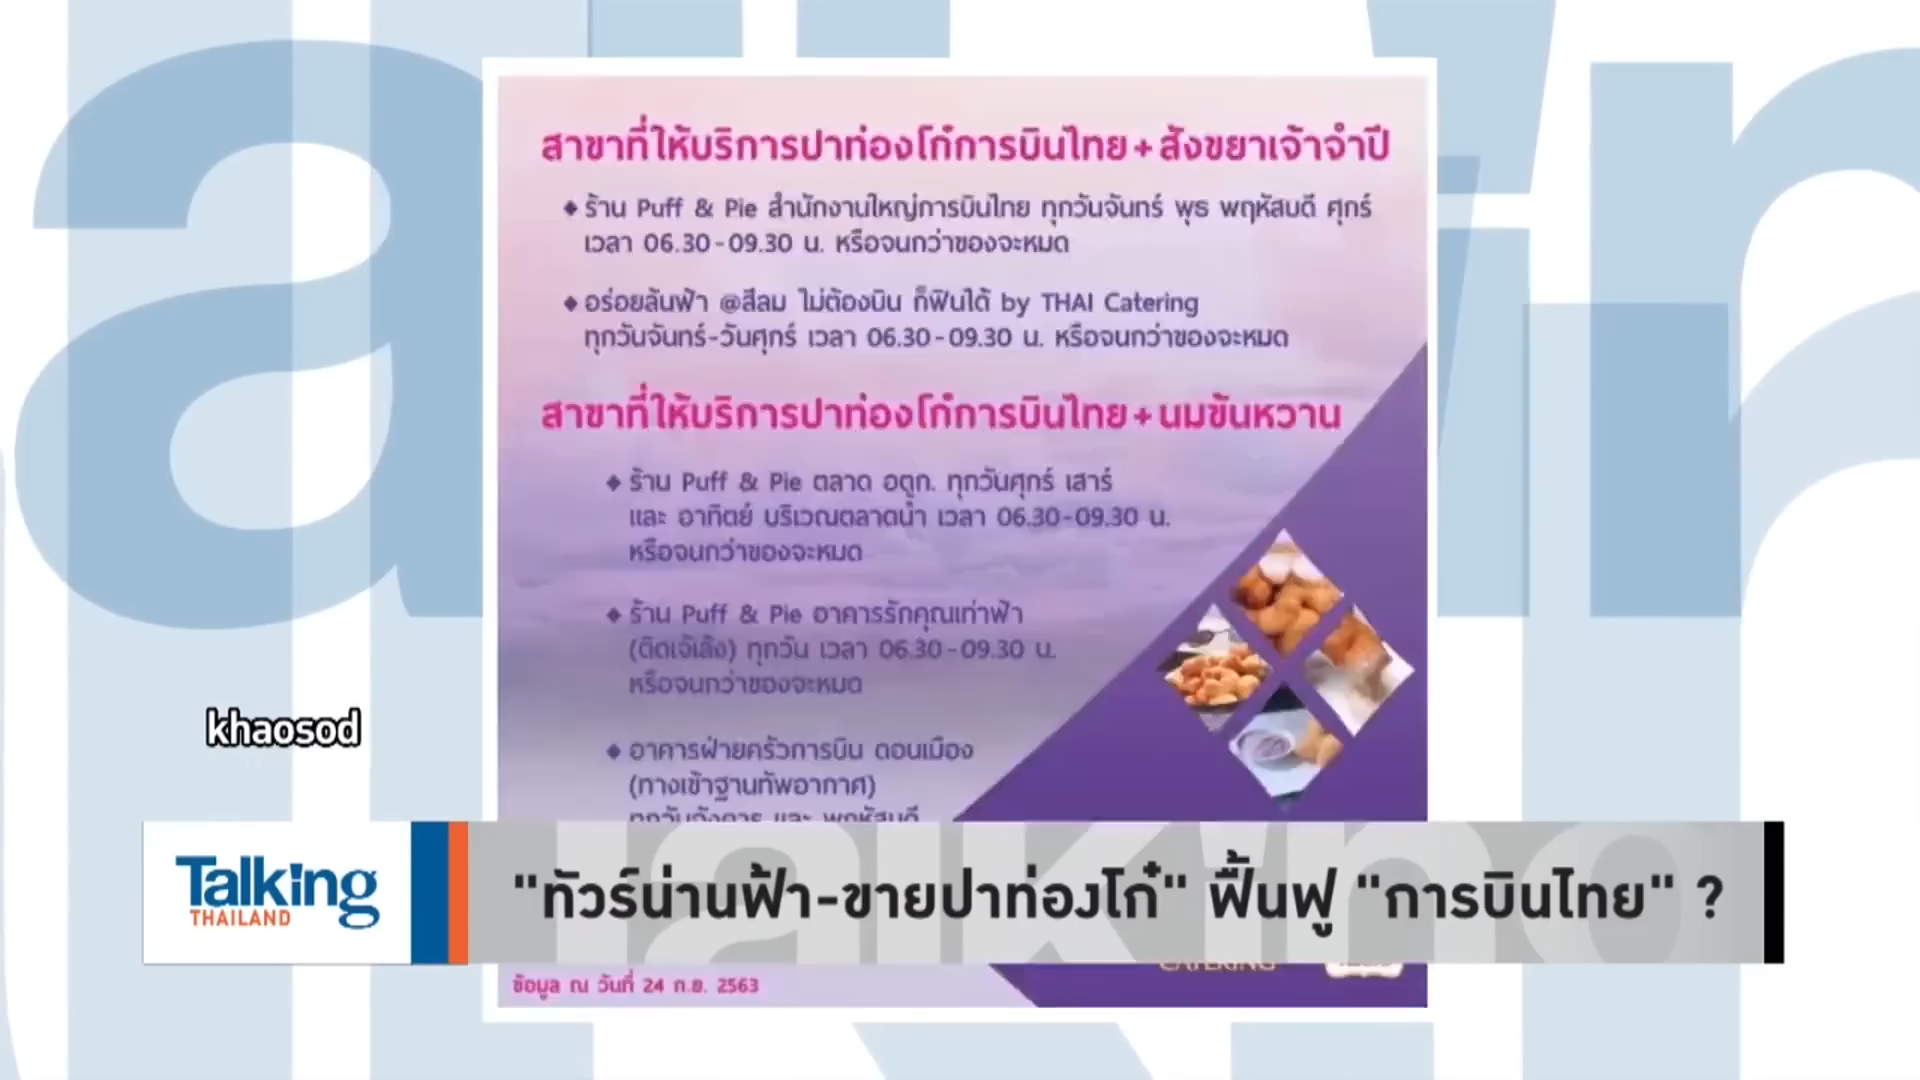 สาขาที่ให้บริการปาท่องโก๋การบินไทย + สังขยาเจ้าจำปี
◆ ร้าน Puff & Pie สำนักงานใหญ่การบินไทย ทุกวันจันทร์ พุธ พฤหัสบดี ศุกร์
เวลา 06.30-09.30 น. หรือจนกว่าของจะหมด
◆ อร่อยล้นฟ้า @สีลม ไม่ต้องบิน ก็ฟินได้ by THAI Catering
ทุกวันจันทร์-วันศุกร์ เวลา 06.30-09.30 น. หรือจนกว่าของจะหมด
สาขาที่ให้บริการปาท่องโก๋การบินไทย + นมข้นหวาน
◆ ร้าน Puff & Pie ตลาด อตก. ทุกวันศุกร์ เสาร์
และ อาทิตย์ บริเวณตลาดน้ำ เวลา 06.30-09.30 น.
หรือจนกว่าของจะหมด
◆ ร้าน Puff & Pie อาคารรักคุณเท่าฟ้า
(ติดเจ๊เล้ง) ทุกวัน เวลา 06.30-09.30 น.
หรือจนกว่าของจะหมด
◆ อาคารฝ่ายครัวการบิน ดอนเมือง
(ทางเข้าฐานทัพอากาศ)
ทุกวันอังคาร และ พฤหัสบดี
khaosod
Talking
THAILAND
"ทัวร์น่านฟ้า-ขายปาท่องโก๋" ฟื้นฟู "การบินไทย" ?
CATERING
ข้อมูล ณ วันที่ 24 ก.ย. 2563